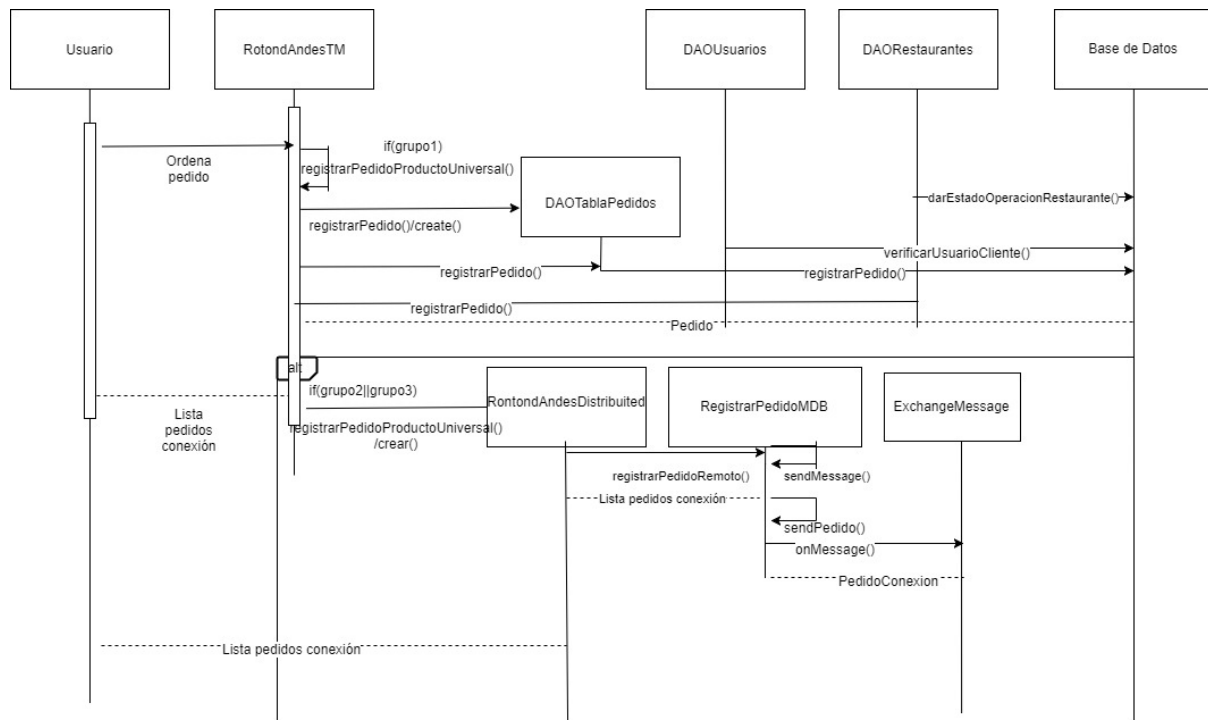 Usuario
RotondAndesTM
DAOUsuarios
DAORestaurantes
Base de Datos
Ordena
pedido
if(grupo1)
registrarPedidoProductoUniversal()
DAOTablaPedidos
darEstadoOperacionRestaurante()
registrarPedido()/create()
verificarUsuarioCliente()
registrarPedido()
registrarPedido()
registrarPedido()
Pedido
alt
if(grupo2||grupo3)
RontondAndesDistribuited
RegistrarPedidoMDB
ExchangeMessage
Lista
pedidos
conexión
registrarPedidoProductoUniversal()
/crear()
registrarPedidoRemoto()
sendMessage()
Lista pedidos conexión
sendPedido()
onMessage()
PedidoConexion
Lista pedidos conexión